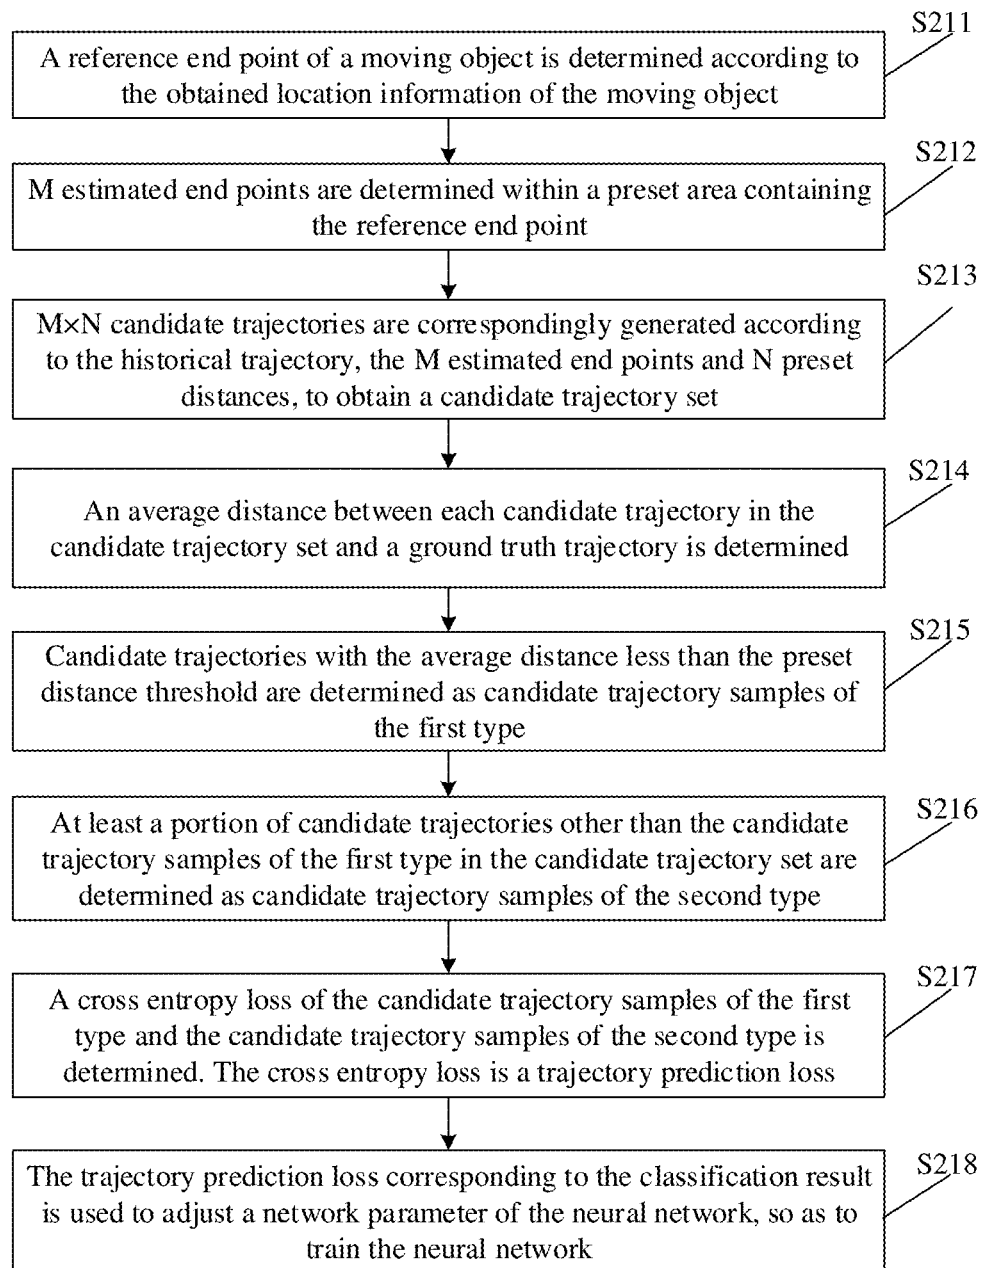 S211
A reference end point of a moving object is determined according to
the obtained location information of the moving object
S212
M estimated end points are determined within a preset area containing
the reference end point
S213
M×N candidate trajectories are correspondingly generated according
to the historical trajectory, the M estimated end points and N preset
distances, to obtain a candidate trajectory set
S214
An average distance between each candidate trajectory in the
candidate trajectory set and a ground truth trajectory is determined
S215
Candidate trajectories with the average distance less than the preset
distance threshold are determined as candidate trajectory samples of
the first type
S216
At least a portion of candidate trajectories other than the candidate
trajectory samples of the first type in the candidate trajectory set are
determined as candidate trajectory samples of the second type
S217
A cross entropy loss of the candidate trajectory samples of the first
type and the candidate trajectory samples of the second type is
determined. The cross entropy loss is a trajectory prediction loss
S218
The trajectory prediction loss corresponding to the classification result
is used to adjust a network parameter of the neural network, so as to
train the neural network